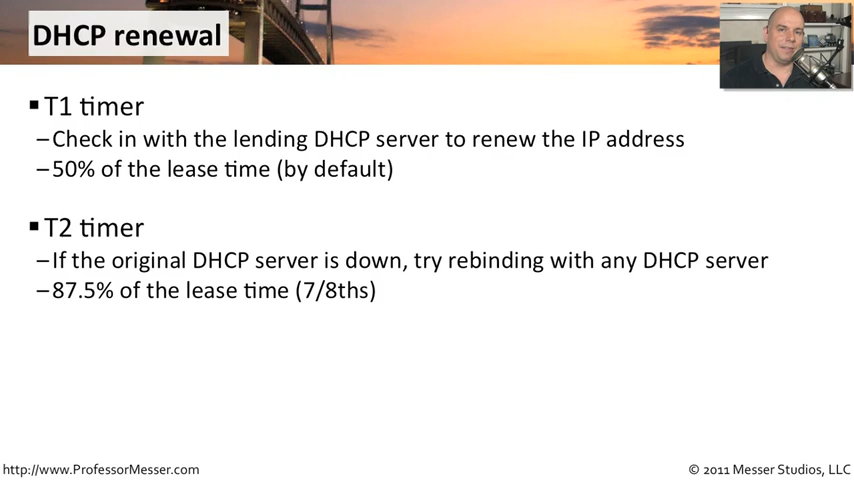 DHCP renewal
▪T1 timer
–Check in with the lending DHCP server to renew the IP address
–50% of the lease time (by default)
▪T2 timer
–If the original DHCP server is down, try rebinding with any DHCP server
–87.5% of the lease time (7/8ths)
http://www.ProfessorMesser.com
© 2011 Messer Studios, LLC